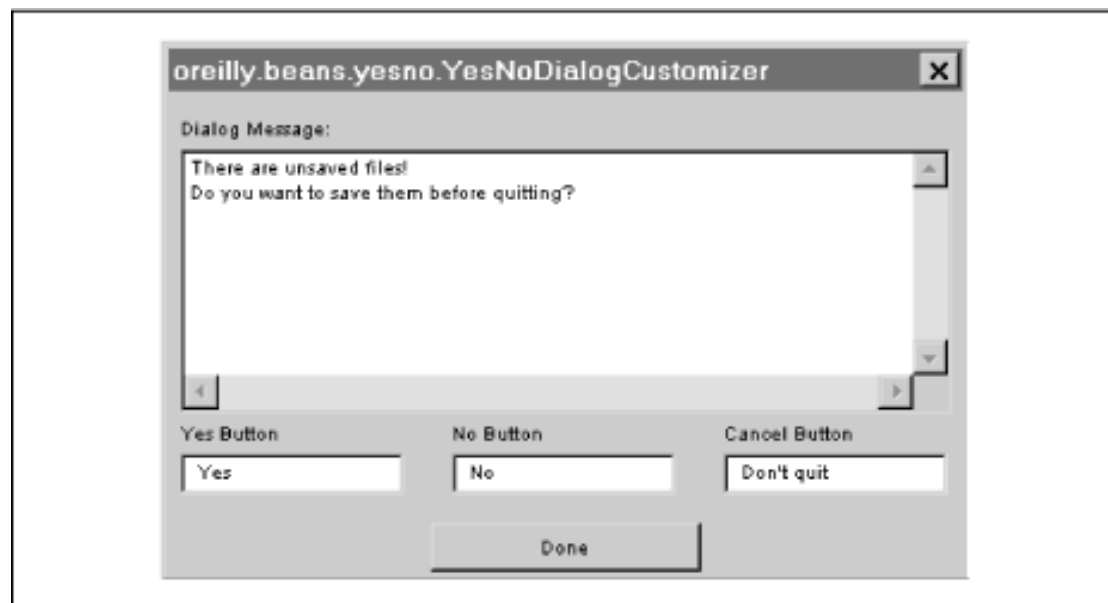 oreilly.beans.yesno.YesNoDialogCustomizer
Dialog Message:
There are unsaved files!
Do you want to save them before quitting?
Yes Button No Button Cancel Button
Yes No Don't quit
Done